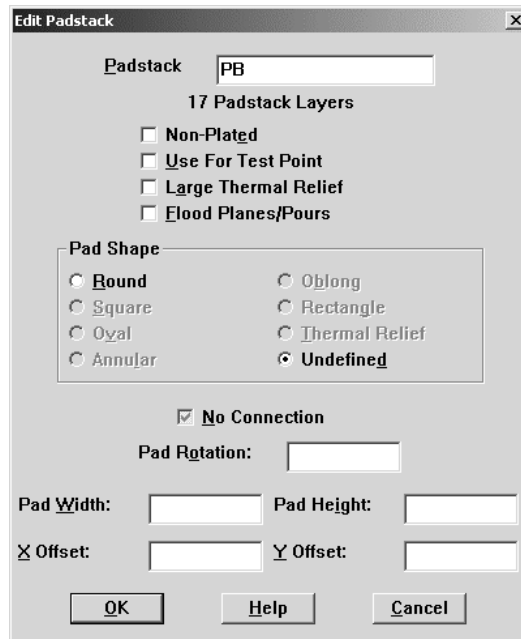 Edit Padstack
Padstack PB
17 Padstack Layers
Non-Plated
Use For Test Point
Large Thermal Relief
Flood Planes/Pours
Pad Shape
Round Oblong
Square Rectangle
Oval Thermal Relief
Annular Undefined
No Connection
Pad Rotation:
Pad Width: Pad Height:
X Offset: Y Offset:
OK Help Cancel